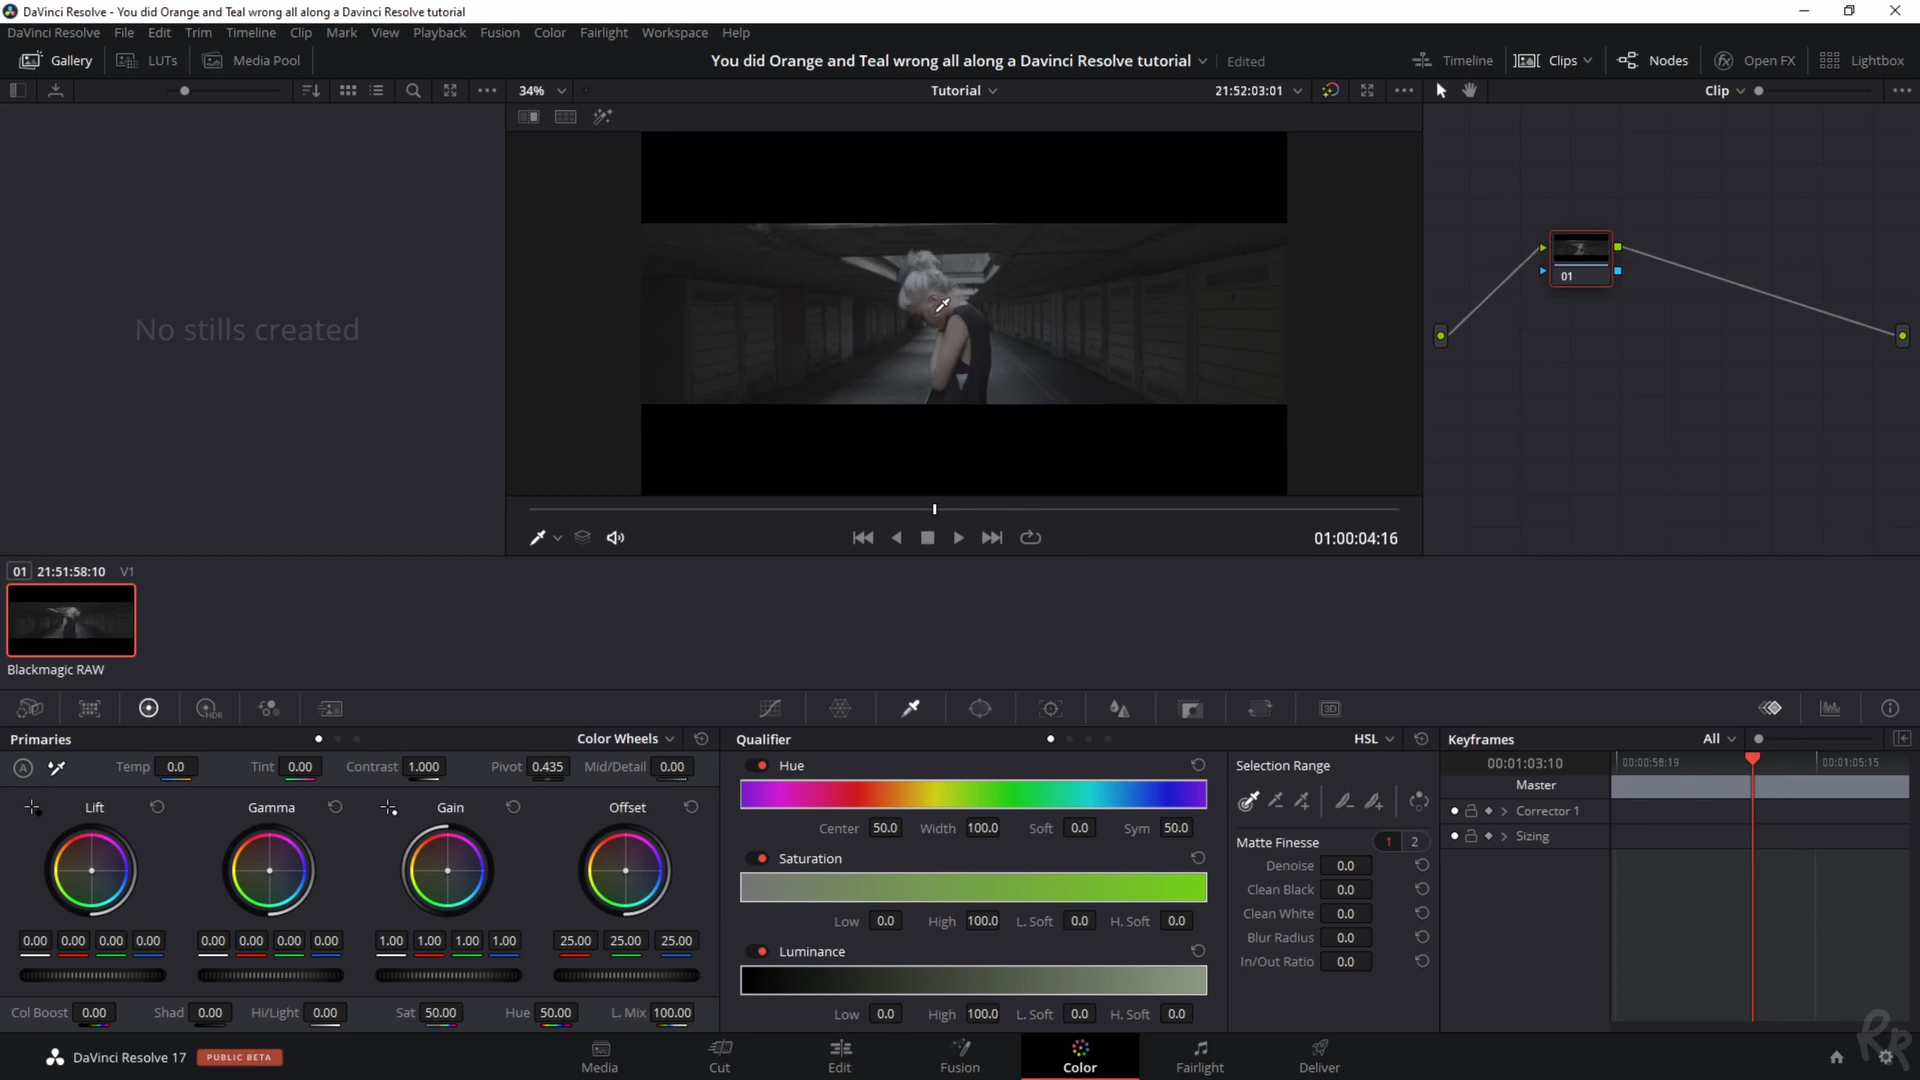 DaVinci Resolve - You did Orange and Teal wrong all along a Davinci Resolve tutorial
DaVinci Resolve File Edit Trim Timeline Clip Mark View Playback Fusion Color Fairlight Workspace Help
Gallery LUTs Media Pool You did Orange and Teal wrong all along a Davinci Resolve tutorial Edited Timeline Clips Nodes Open FX Lightbox
34% Tutorial 21:52:03:01 Clip
No stills created
01
01:00:04:16
01 21:51:58:10 V1
Blackmagic RAW
HDR 3D
Primaries Color Wheels Qualifier HSL Keyframes All
A Temp 0.0 Tint 0.00 Contrast 1.000 Pivot 0.435 Mid/Detail 0.00 Hue Selection Range 00:01:03:10 00:00:58:19 00:01:05:15
Master
Lift Gamma Gain Offset Corrector 1
Center 50.0 Width 100.0 Soft 0.0 Sym 50.0 Sizing
Matte Finesse 1 2
Saturation Denoise 0.0
Clean Black 0.0
Low 0.0 High 100.0 L. Soft 0.0 H. Soft 0.0 Clean White 0.0
0.00 0.00 0.00 0.00 0.00 0.00 0.00 0.00 1.00 1.00 1.00 1.00 25.00 25.00 25.00 Blur Radius 0.0
Luminance In/Out Ratio 0.0
Col Boost 0.00 Shad 0.00 Hi/Light 0.00 Sat 50.00 Hue 50.00 L. Mix 100.00 Low 0.0 High 100.0 L. Soft 0.0 H. Soft 0.0
DaVinci Resolve 17 PUBLIC BETA Media Cut Edit Fusion Color Fairlight Deliver
RR